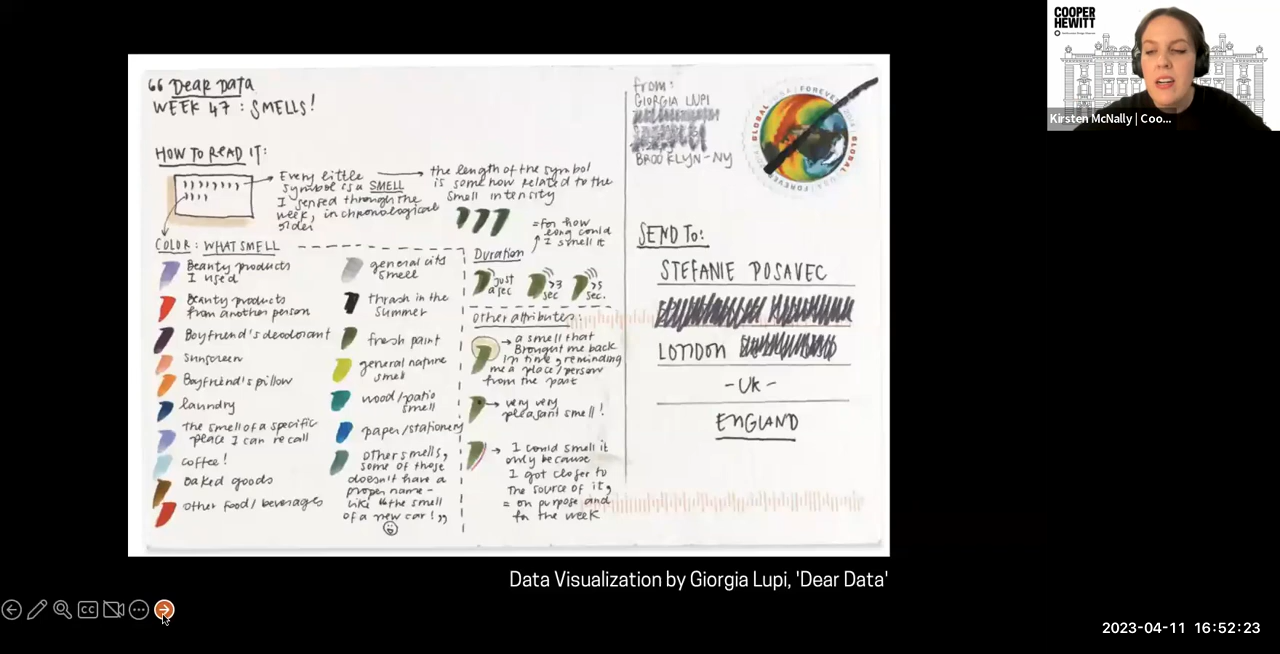 COOPER
HEWITT
Kirsten McNally | Coo...
“ Dear Data
WEEK 47 : SMELLS!
HOW TO READ IT:
Every little
symbol is a SMELL
I sensed through the
week, in chronological
order
the length of the symbol
is somehow related to the
smell intensity
COLOR: WHAT SMELL
Beauty products
I used
Beauty products
from another person
Boyfriend's deodorant
sunscreen
Boyfriend's pillow
laundry
the smell of a specific
peace I can recall
coffee!
baked goods
other food/beverages
general city
smell
thrash in the
summer
fresh paint
general nature
smell
wood/patio
smell
paper/stationery
other smells,
some of those
doesn't have a
proper name-
like “the smell
of a new car!”
Duration
=for how
long could
I smell it
just
a sec
>3
sec
>5
sec.
Other attributes:
a smell that
Brought me back
in time, reminding
me a place/person
from the past
very very
pleasant smell!
I could smell it
only because
I got closer to
the source of it,
= on purpose and
for the week
from:
GIORGIA LUPI
BROOKLYN-NY
GLOBAL
FOREVER
USA
GLOBAL
FOREVER
SEND TO:
STEFANIE POSAVEC
LONDON
-UK-
ENGLAND
Data Visualization by Giorgia Lupi, 'Dear Data'
CC
2023-04-11 16:52:23